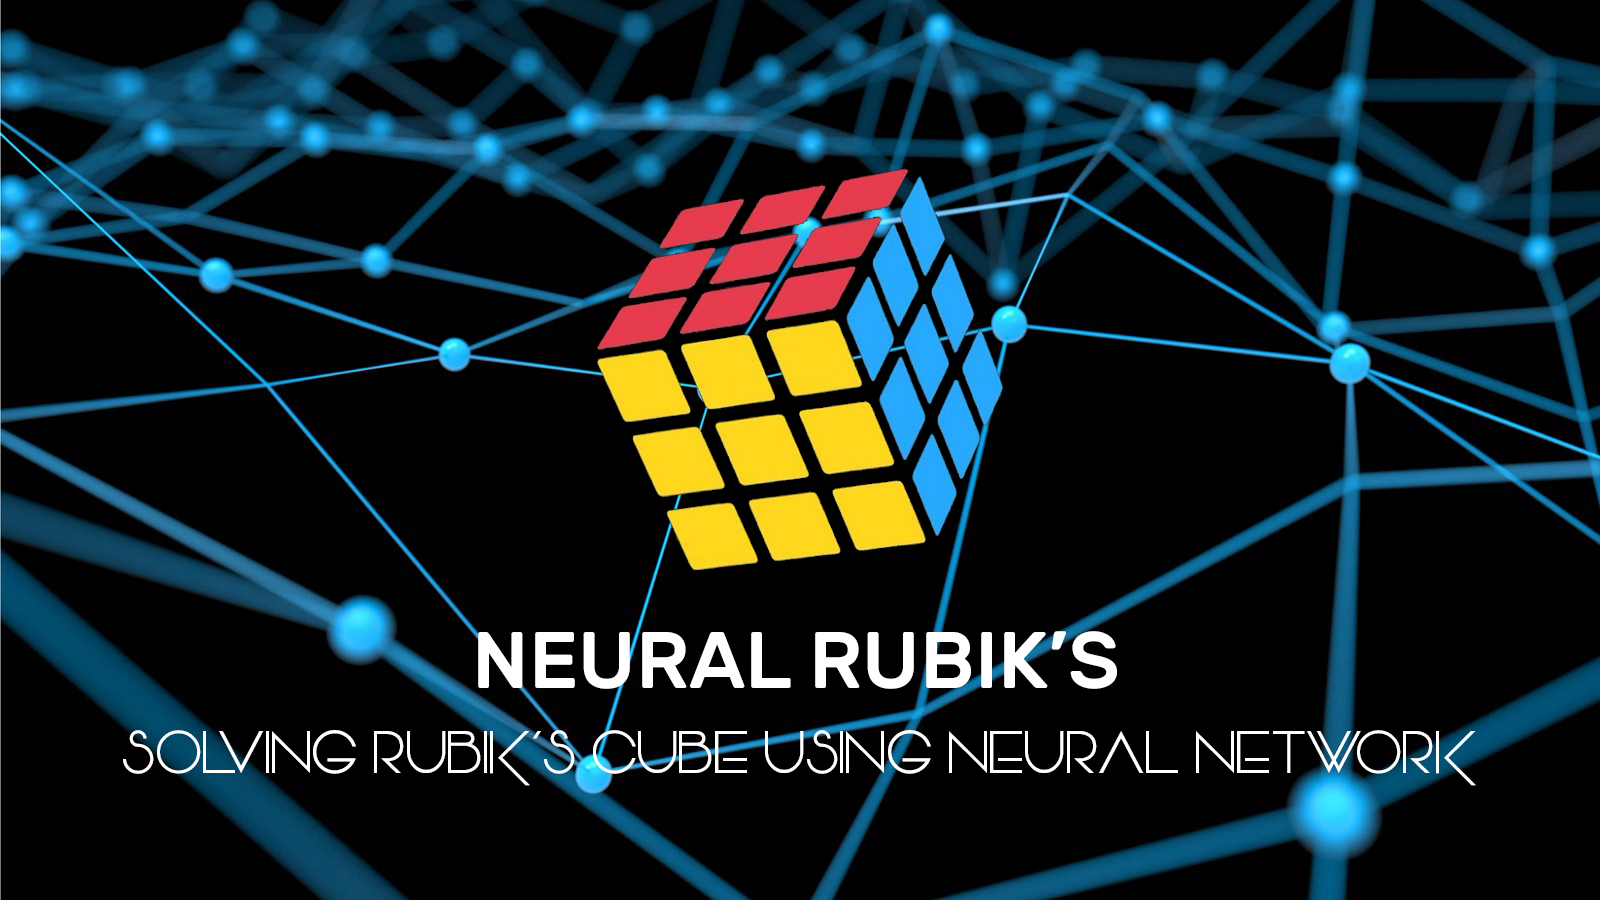 NEURAL RUBIK'S
SOLVING RUBIK'S CUBE USING NEURAL NETWORK